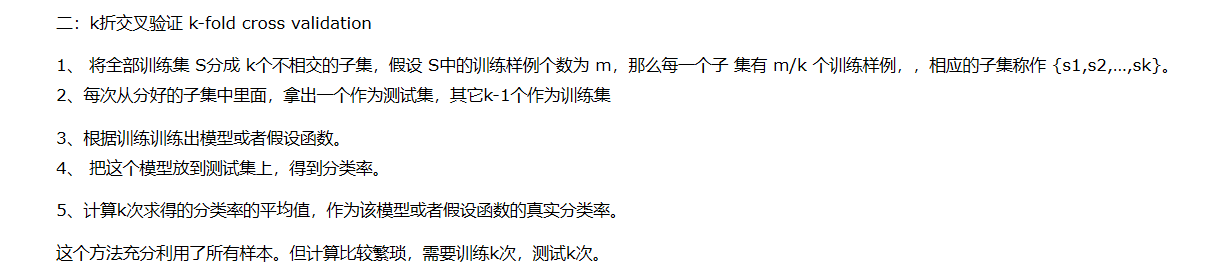 二：k折交叉验证 k-fold cross validation
1、 将全部训练集 S分成 k个不相交的子集，假设 S中的训练样例个数为 m，那么每一个子 集有 m/k 个训练样例，，相应的子集称作 {s1,s2,…,sk}。
2、每次从分好的子集中里面，拿出一个作为测试集，其它k-1个作为训练集
3、根据训练训练出模型或者假设函数。
4、 把这个模型放到测试集上，得到分类率。
5、计算k次求得的分类率的平均值，作为该模型或者假设函数的真实分类率。
这个方法充分利用了所有样本。但计算比较繁琐，需要训练k次，测试k次。